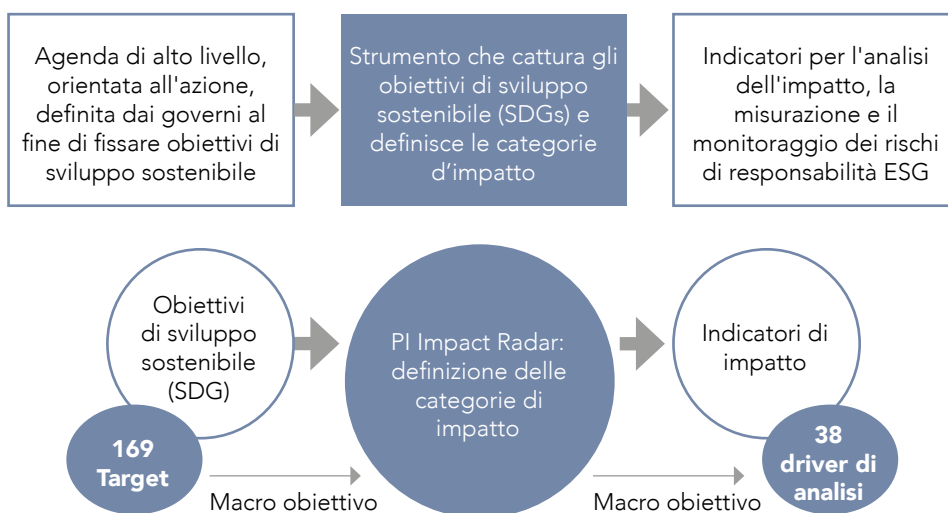 Agenda di alto livello,
orientata all'azione,
definita dai governi al
fine di fissare obiettivi di
sviluppo sostenibile
Strumento che cattura gli
obiettivi di sviluppo
sostenibile (SDGs) e
definisce le categorie
d’impatto
Indicatori per l'analisi
dell'impatto, la
misurazione e il
monitoraggio dei rischi
di responsabilità ESG
Obiettivi
di sviluppo
sostenibile
(SDG)
169
Target
Macro obiettivo
PI Impact Radar:
definizione delle
categorie di
impatto
Macro obiettivo
Indicatori di
impatto
38
driver di
analisi